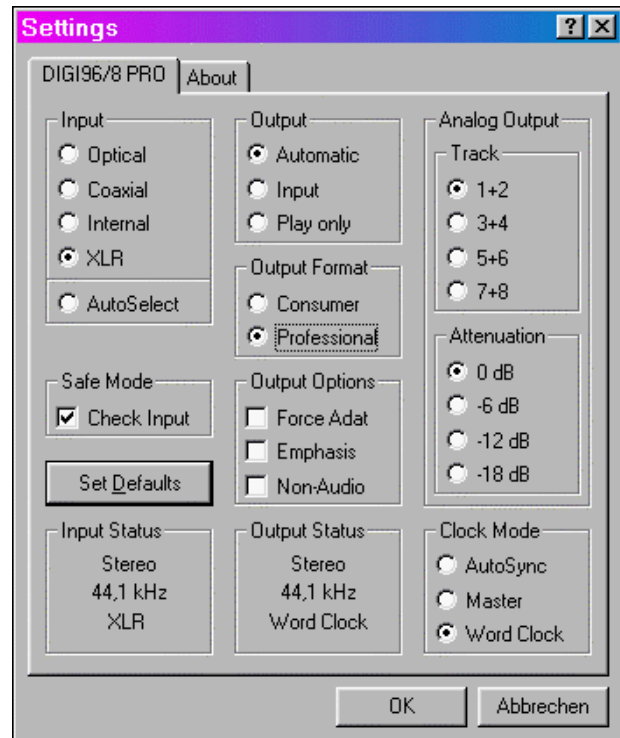 Settings
DIGI96/8 PRO
About
Input
Optical
Coaxial
Internal
XLR
AutoSelect
Safe Mode
Check Input
Set Defaults
Input Status
Stereo
44,1 kHz
XLR
Output
Automatic
Input
Play only
Output Format
Consumer
Professional
Output Options
Force Adat
Emphasis
Non-Audio
Output Status
Stereo
44,1 kHz
Word Clock
Analog Output
Track
1+2
3+4
5+6
7+8
Attenuation
0 dB
-6 dB
-12 dB
-18 dB
Clock Mode
AutoSync
Master
Word Clock
OK
Abbrechen